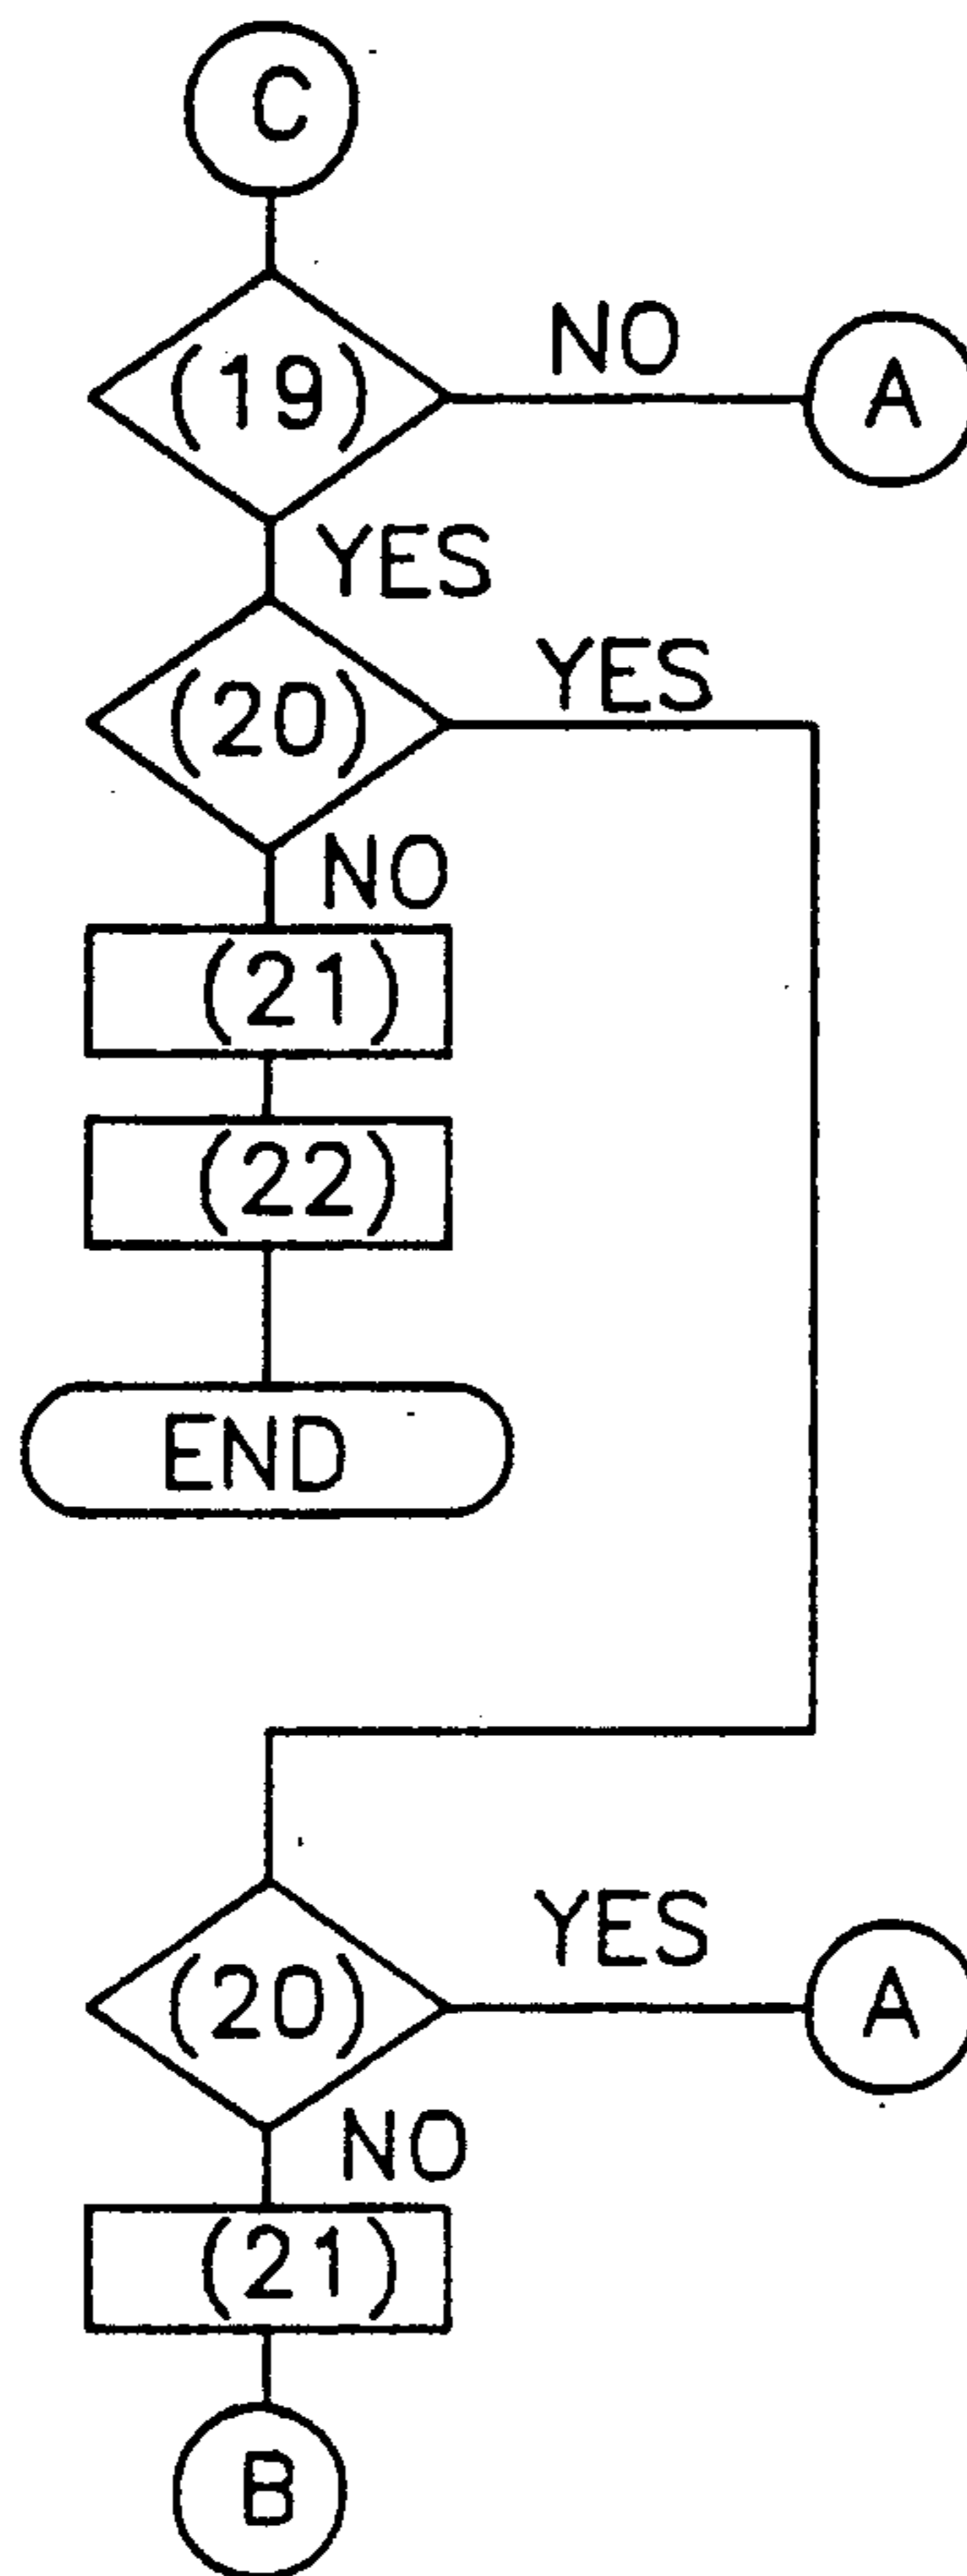 C
(19)
NO
A
YES
(20)
YES
NO
(21)
(22)
END
(20)
YES
A
NO
(21)
B